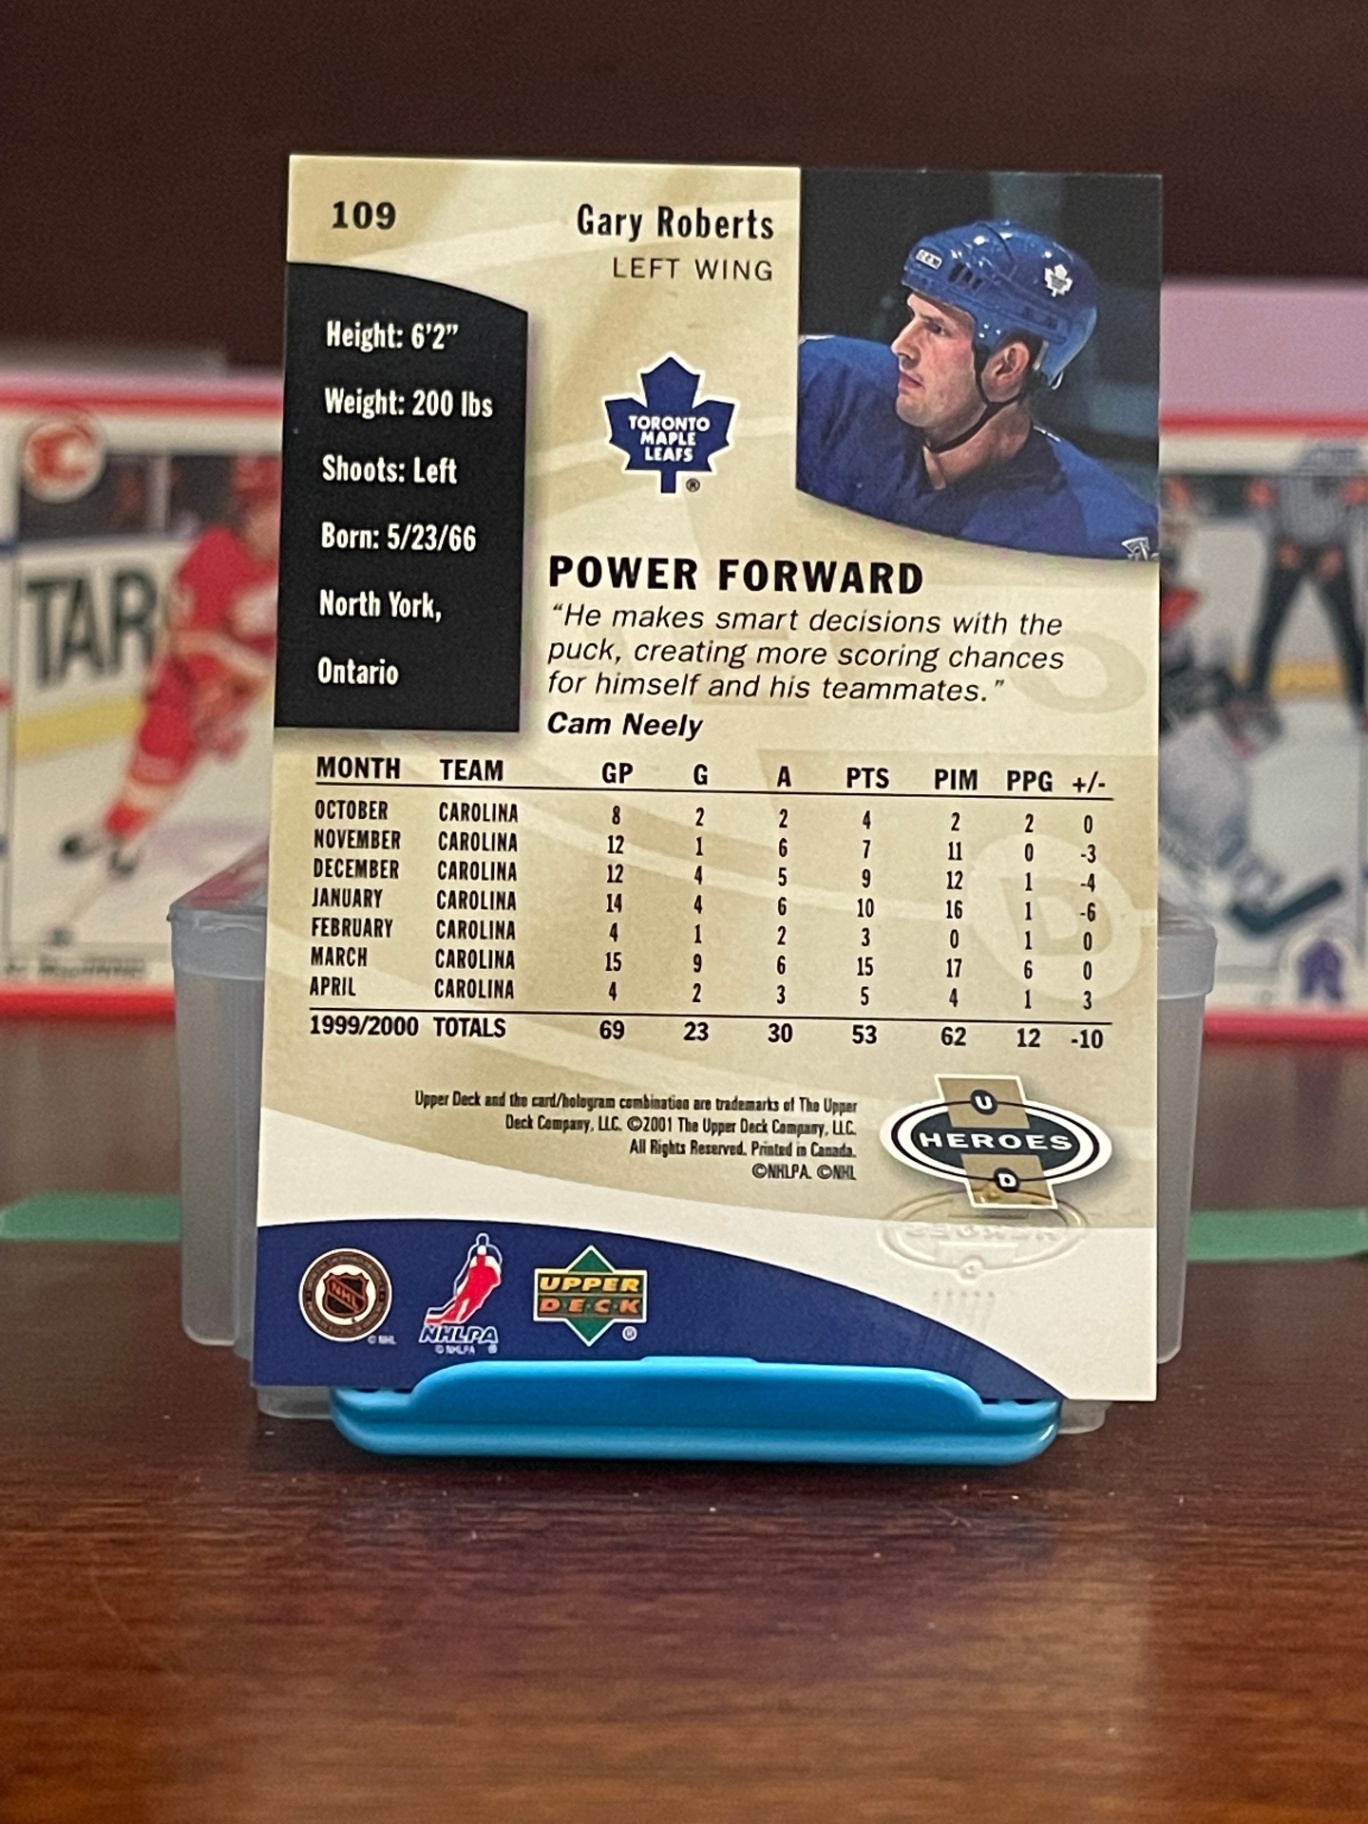 109
Gary Roberts
LEFT WING
Height: 6'2"
Weight: 200 lbs
Shoots: Left
Born: 5/23/66
North York,
Ontario
CCM
TORONTO
MAPLE
LEAFS
®
POWER FORWARD
"He makes smart decisions with the
puck, creating more scoring chances
for himself and his teammates."
Cam Neely
MONTH TEAM GP G A PTS PIM PPG +/-
OCTOBER CAROLINA 8 2 2 4 2 2 0
NOVEMBER CAROLINA 12 1 6 7 11 0 -3
DECEMBER CAROLINA 12 4 5 9 12 1 -4
JANUARY CAROLINA 14 4 6 10 16 1 -6
FEBRUARY CAROLINA 4 1 2 3 0 1 0
MARCH CAROLINA 15 9 6 15 17 6 0
APRIL CAROLINA 4 2 3 5 4 1 3
1999/2000 TOTALS 69 23 30 53 62 12 -10
Upper Deck and the card/hologram combination are trademarks of The Upper
Deck Company, LLC. ©2001 The Upper Deck Company, LLC.
All Rights Reserved. Printed in Canada.
©NHLPA. ©NHL
U
HEROES
D
NHL
© NHL
NHLPA
© NHLPA ®
UPPER
DECK
®
TAR